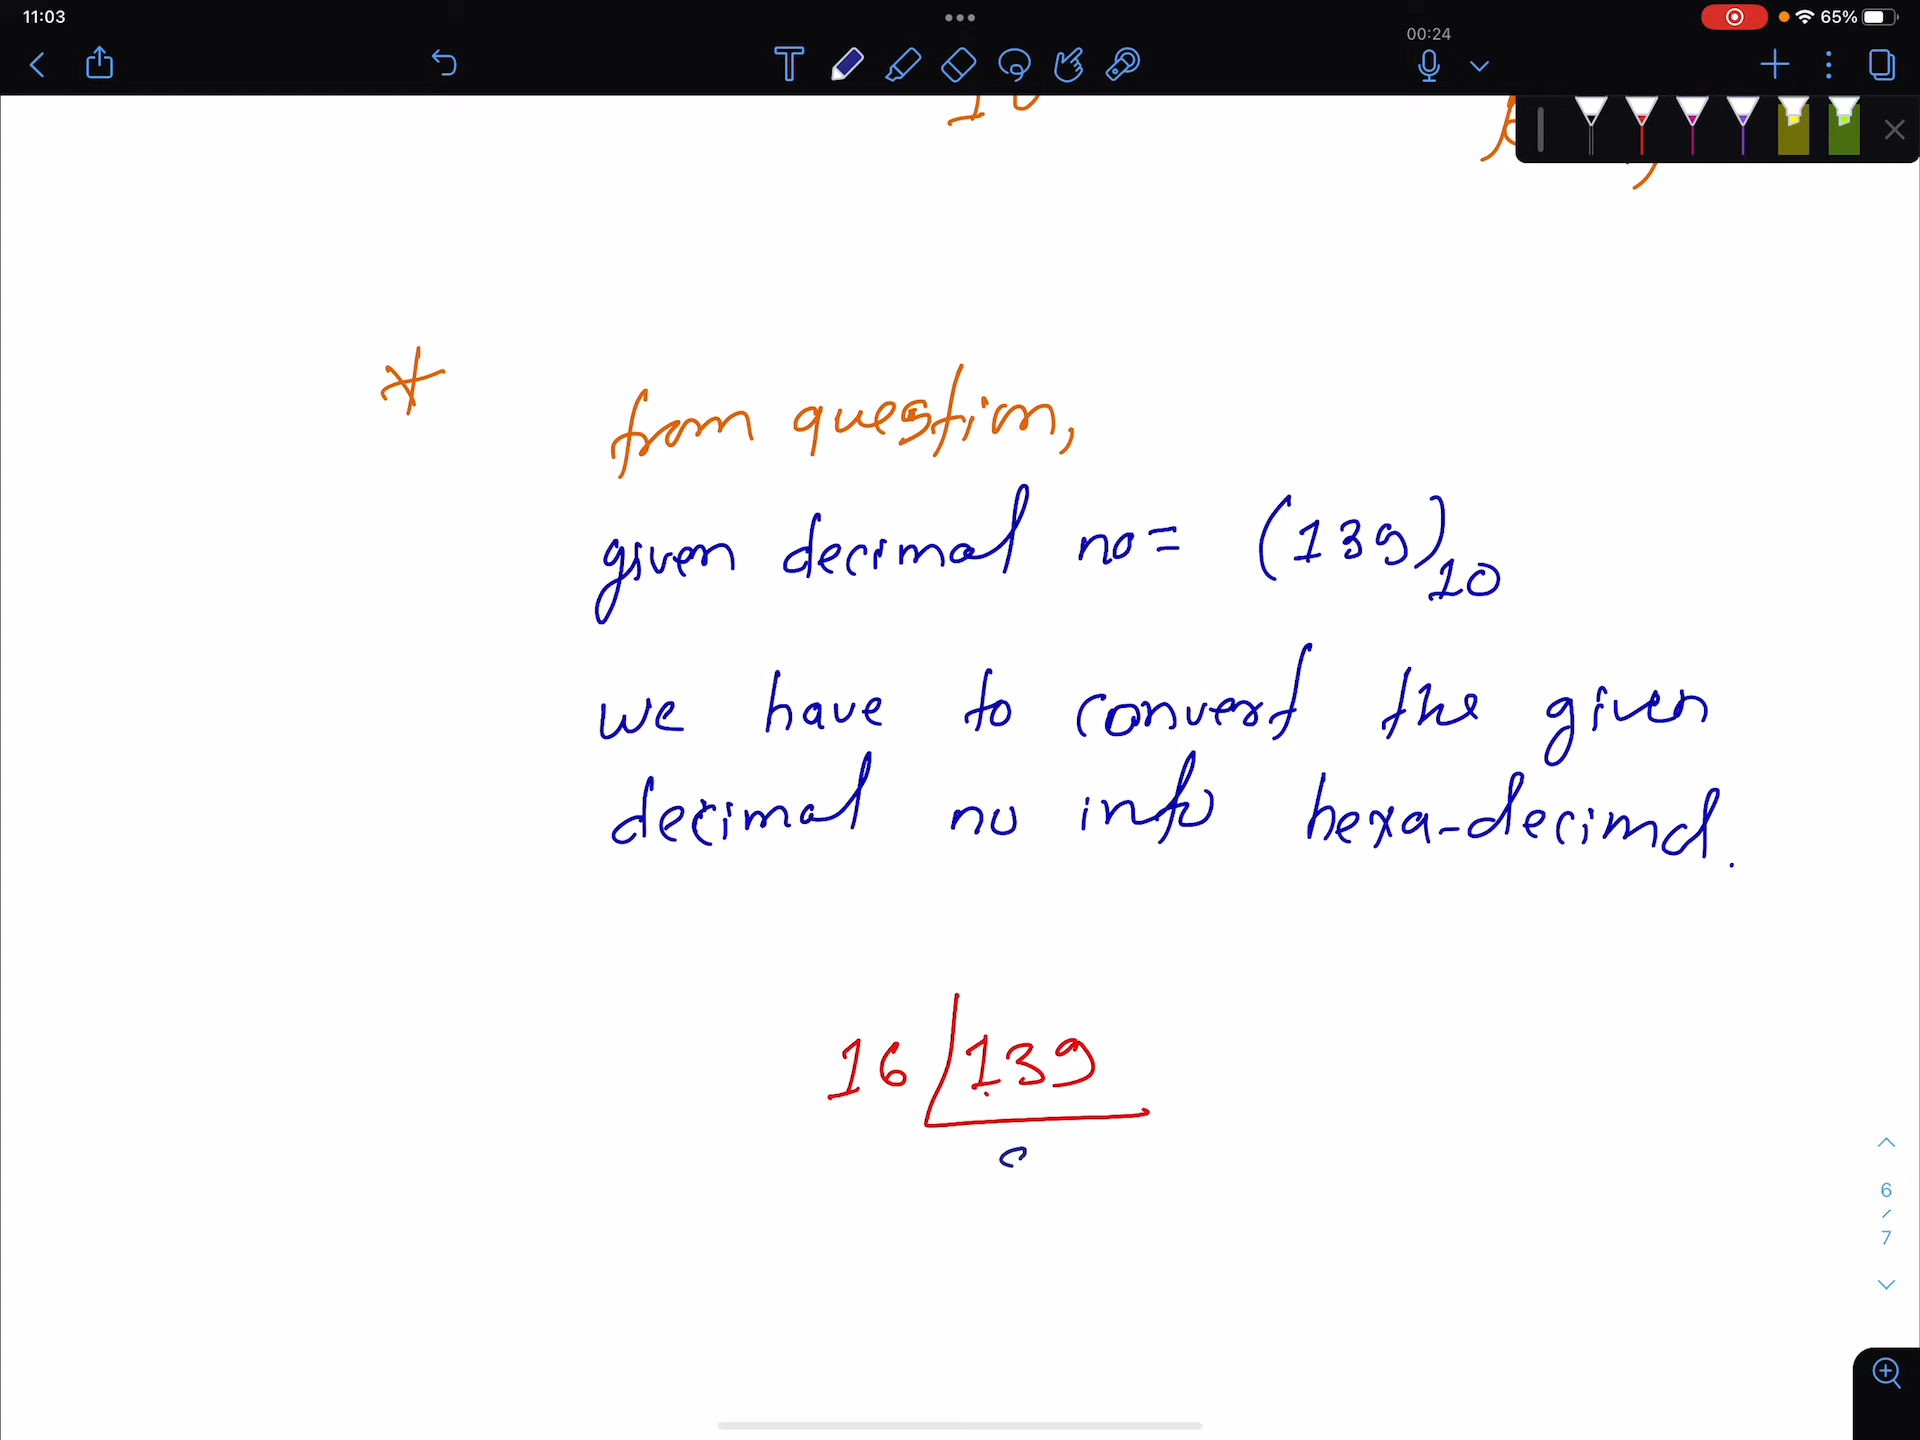 11:03
65%
00:24
10
*
from question,
given decimal no= (139)10
we have to convert the given
decimal no into hexa-decimal.
16 139
6
/
7